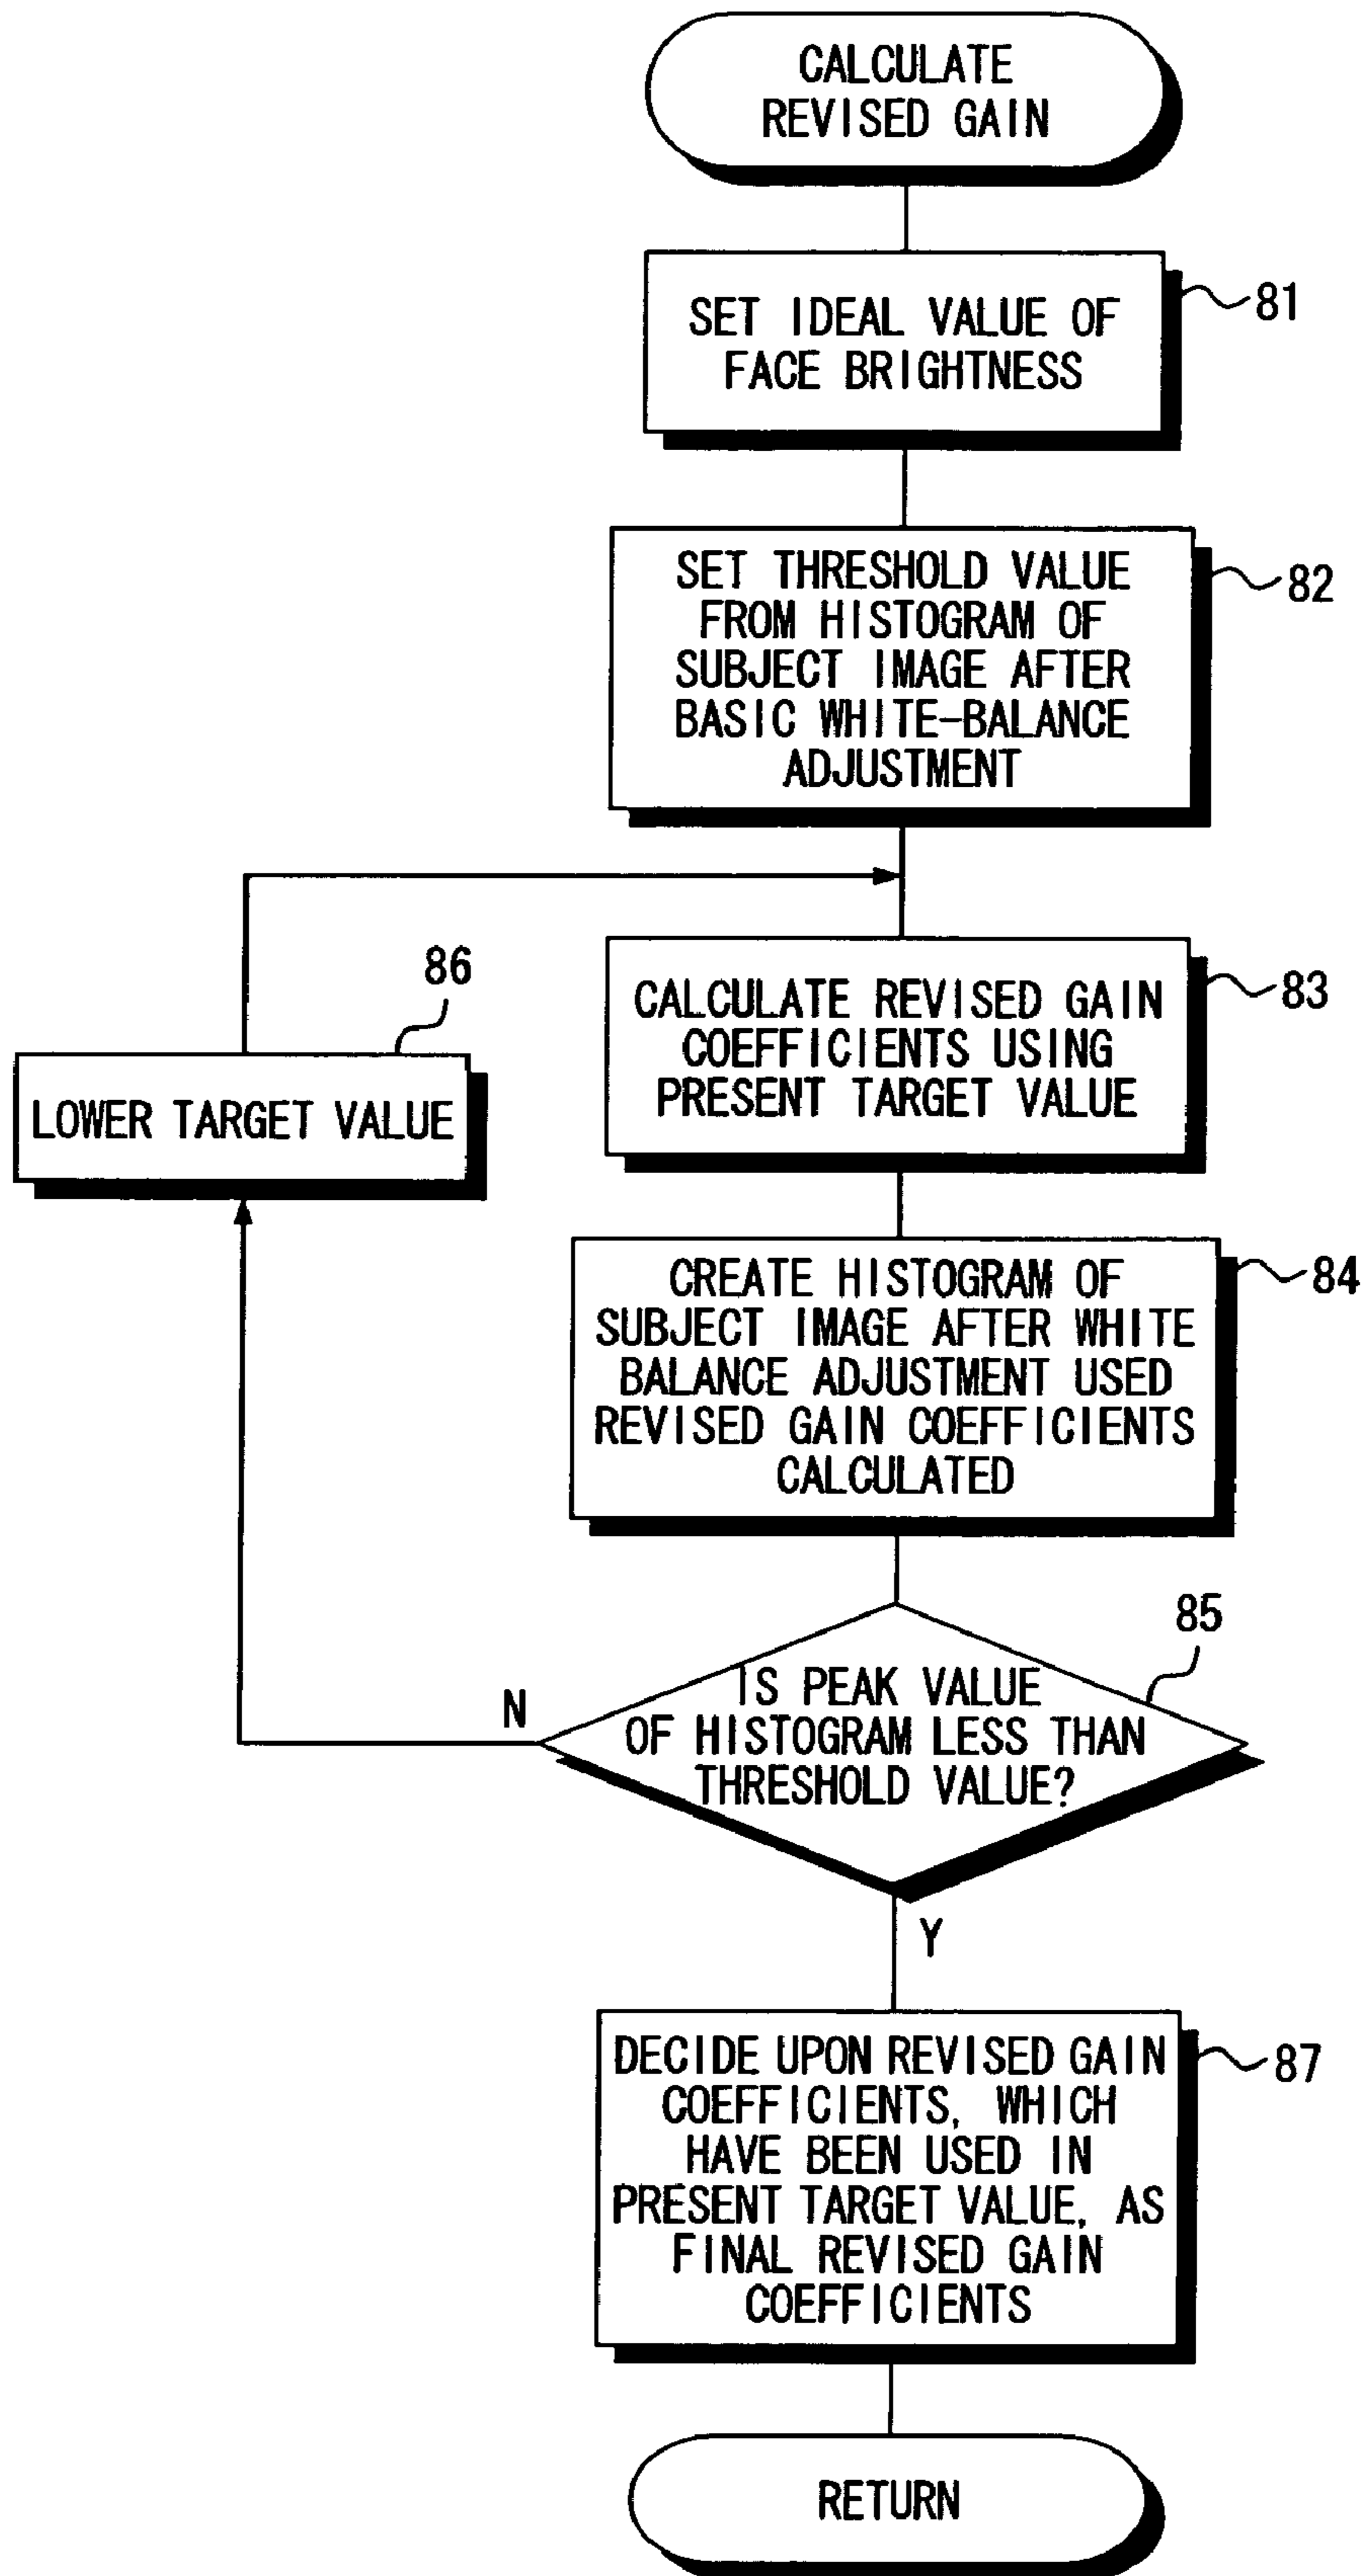 CALCULATE
REVISED GAIN
SET IDEAL VALUE OF
FACE BRIGHTNESS
81
SET THRESHOLD VALUE
FROM HISTOGRAM OF
SUBJECT IMAGE AFTER
BASIC WHITE-BALANCE
ADJUSTMENT
82
86
LOWER TARGET VALUE
CALCULATE REVISED GAIN
COEFFICIENTS USING
PRESENT TARGET VALUE
83
CREATE HISTOGRAM OF
SUBJECT IMAGE AFTER WHITE
BALANCE ADJUSTMENT USED
REVISED GAIN COEFFICIENTS
CALCULATED
84
85
IS PEAK VALUE
OF HISTOGRAM LESS THAN
THRESHOLD VALUE?
N
Y
DECIDE UPON REVISED GAIN
COEFFICIENTS, WHICH
HAVE BEEN USED IN
PRESENT TARGET VALUE, AS
FINAL REVISED GAIN
COEFFICIENTS
87
RETURN